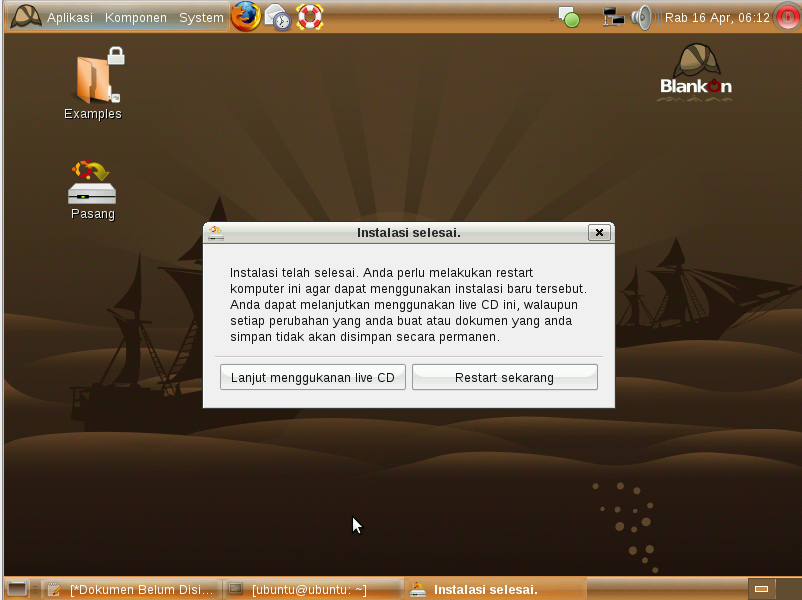 Aplikasi Komponen System
Rab 16 Apr, 06:12
Examples
BlankOn
Pasang
Instalasi selesai.
Instalasi telah selesai. Anda perlu melakukan restart
komputer ini agar dapat menggunakan instalasi baru tersebut.
Anda dapat melanjutkan menggunakan live CD ini, walaupun
setiap perubahan yang anda buat atau dokumen yang anda
simpan tidak akan disimpan secara permanen.
Lanjut menggukanan live CD
Restart sekarang
[*Dokumen Belum Disi...
[ubuntu@ubuntu: ~]
Instalasi selesai.